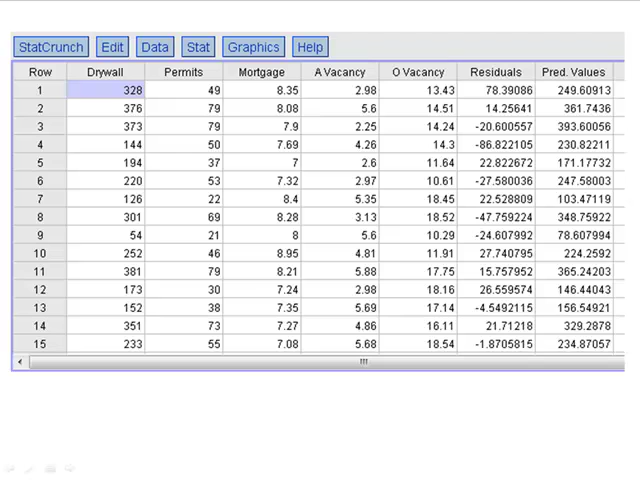 StatCrunch Edit Data Stat Graphics Help
Row Drywall Permits Mortgage A Vacancy O Vacancy Residuals Pred. Values
1 328 49 8.35 2.98 13.43 78.39086 249.60913
2 376 79 8.08 5.6 14.51 14.25641 361.7436
3 373 79 7.9 2.25 14.24 -20.600557 393.60056
4 144 50 7.69 4.26 14.3 -86.822105 230.82211
5 194 37 7 2.6 11.64 22.822672 171.17732
6 220 53 7.32 2.97 10.61 -27.580036 247.58003
7 126 22 8.4 5.35 18.45 22.528809 103.47119
8 301 69 8.28 3.13 18.52 -47.759224 348.75922
9 54 21 8 5.6 10.29 -24.607992 78.607994
10 252 46 8.95 4.81 11.91 27.740795 224.2592
11 381 79 8.21 5.88 17.75 15.757952 365.24203
12 173 30 7.24 2.98 18.16 26.559574 146.44043
13 152 38 7.35 5.69 17.14 -4.5492115 156.54921
14 351 73 7.27 4.86 16.11 21.71218 329.2878
15 233 55 7.08 5.68 18.54 -1.8705815 234.87057